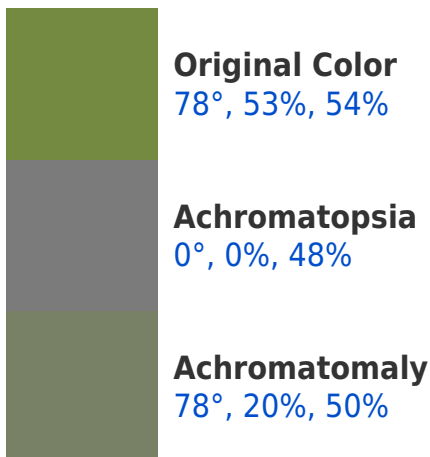 Original Color
78°, 53%, 54%
Achromatopsia
0°, 0%, 48%
Achromatomaly
78°, 20%, 50%